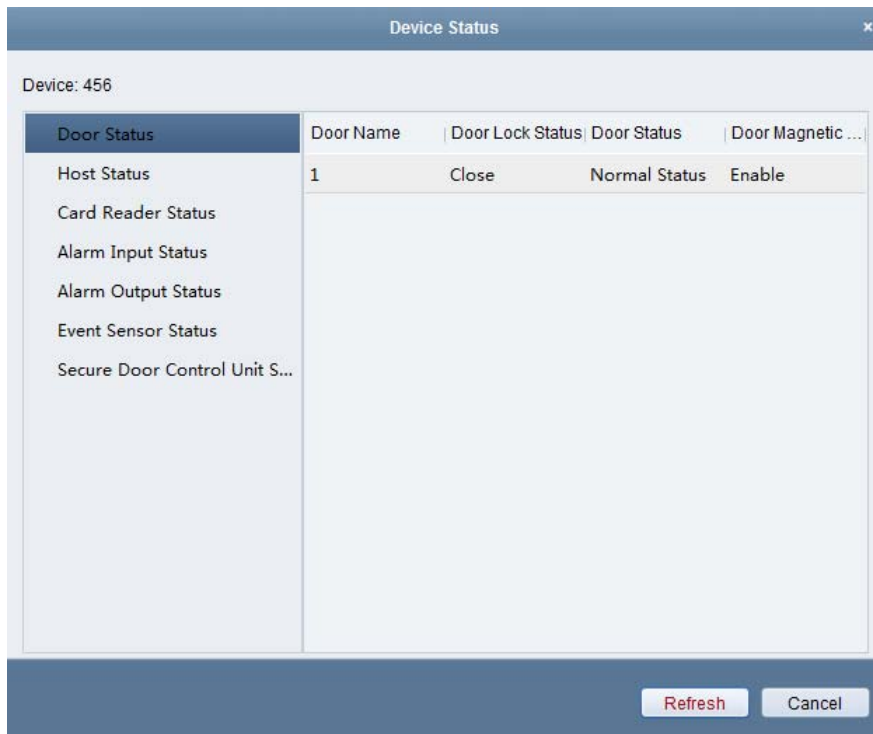 Device Status ×
Device: 456
Door Status
Host Status
Card Reader Status
Alarm Input Status
Alarm Output Status
Event Sensor Status
Secure Door Control Unit S...
Door Name Door Lock Status Door Status Door Magnetic ...
1 Close Normal Status Enable
Refresh Cancel